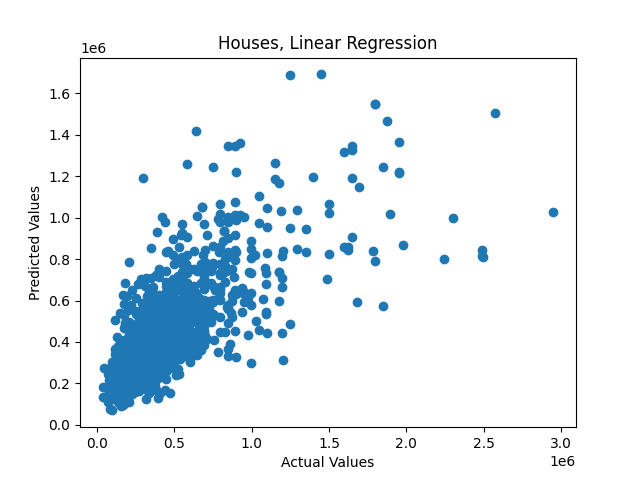 Houses, Linear Regression
1e6
1.6
1.4
1.2
1.0
0.8
0.6
0.4
0.2
0.0
Predicted Values
0.0 0.5 1.0 1.5 2.0 2.5 3.0
1e6
Actual Values